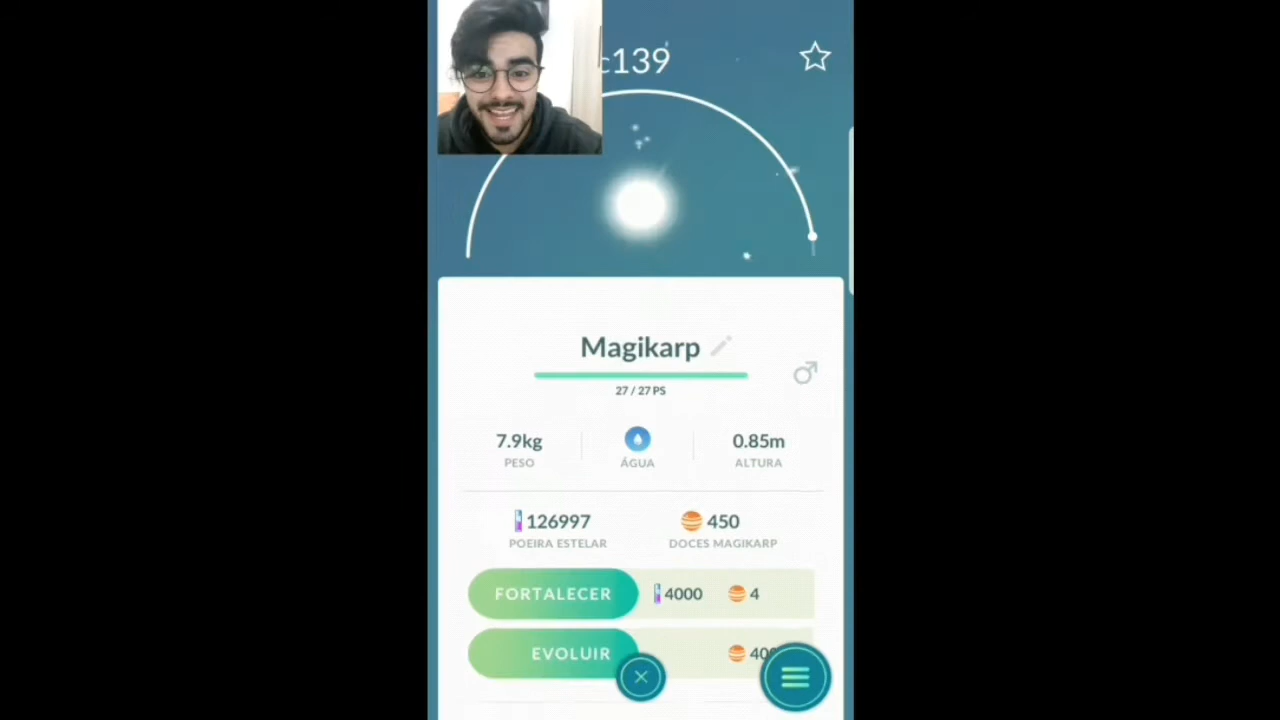 c139
Magikarp
27 / 27 PS
7.9kg
PESO
ÁGUA
0.85m
ALTURA
126997
POEIRA ESTELAR
450
DOCES MAGIKARP
FORTALECER 4000 4
EVOLUIR